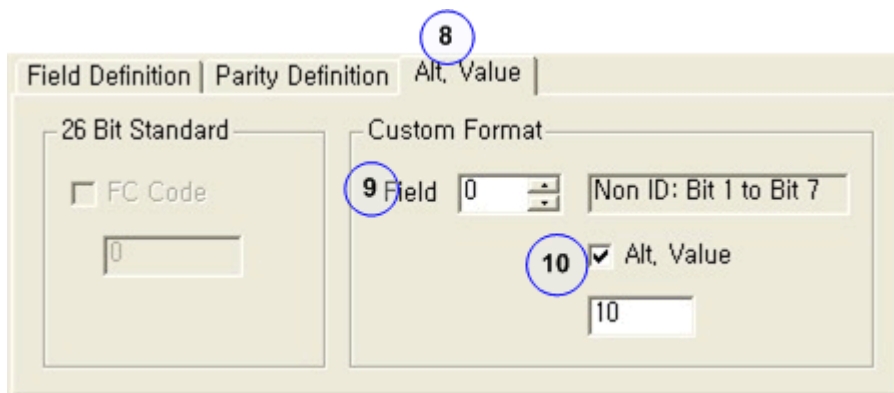 8
Field Definition Parity Definition Alt, Value
26 Bit Standard
Custom Format
FC Code
9 Field 0 Non ID: Bit 1 to Bit 7
0
10 Alt, Value
10